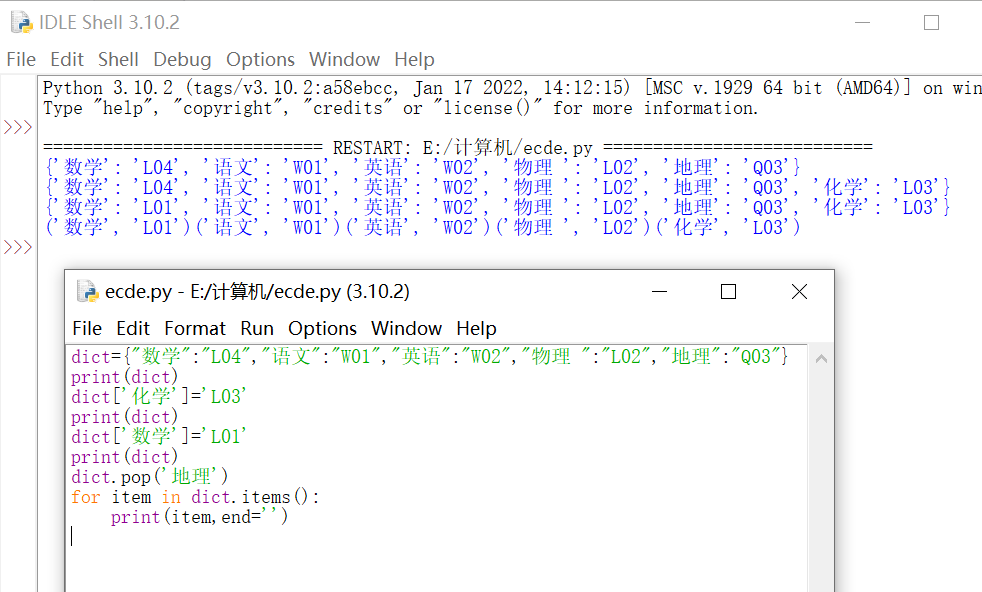 IDLE Shell 3.10.2
File Edit Shell Debug Options Window Help
Python 3.10.2 (tags/v3.10.2:a58ebcc, Jan 17 2022, 14:12:15) [MSC v.1929 64 bit (AMD64)] on win
Type "help", "copyright", "credits" or "license()" for more information.
>>>
============================ RESTART: E:/计算机/ecde.py ===========================
{'数学': 'L04', '语文': 'W01', '英语': 'W02', '物理 ': 'L02', '地理': 'Q03'}
{'数学': 'L04', '语文': 'W01', '英语': 'W02', '物理 ': 'L02', '地理': 'Q03', '化学': 'L03'}
{'数学': 'L01', '语文': 'W01', '英语': 'W02', '物理 ': 'L02', '地理': 'Q03', '化学': 'L03'}
('数学', 'L01')('语文', 'W01')('英语', 'W02')('物理 ', 'L02')('化学', 'L03')
>>>
ecde.py - E:/计算机/ecde.py (3.10.2)
File Edit Format Run Options Window Help
dict={"数学":"L04","语文":"W01","英语":"W02","物理 ":"L02","地理":"Q03"}
print(dict)
dict['化学']='L03'
print(dict)
dict['数学']='L01'
print(dict)
dict.pop('地理')
for item in dict.items():
    print(item,end='')